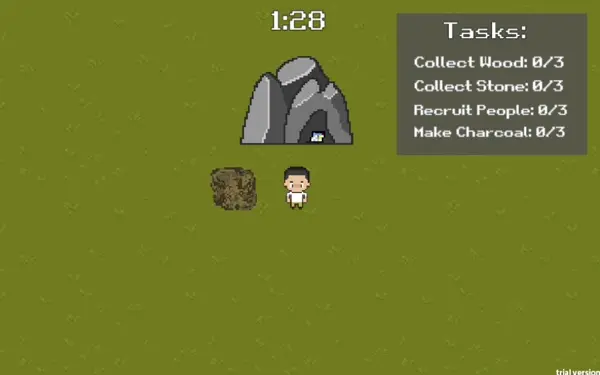 1:28
Tasks:
Collect Wood: 0/3
Collect Stone: 0/3
Recruit People: 0/3
Make Charcoal: 0/3
trial version